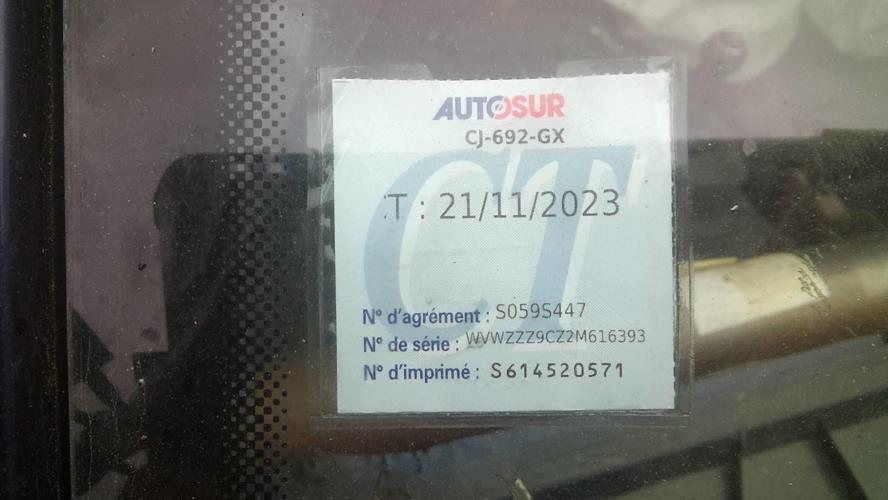 AUTOSUR
CJ-692-GX
CT
:T : 21/11/2023
N° d'agrément : S059S447
N° de série : WVWZZZ9CZ2M616393
N° d'imprimé : S614520571